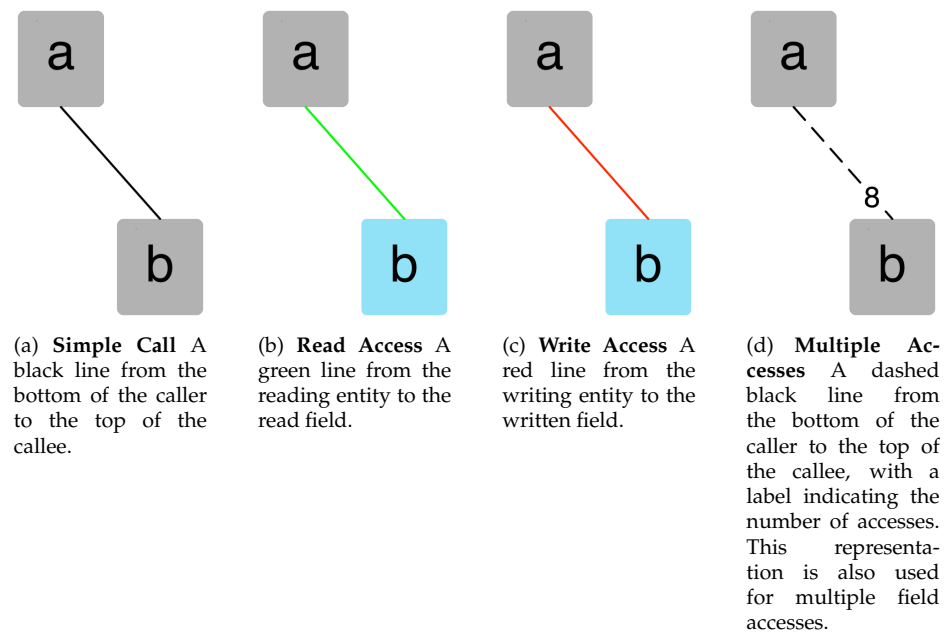 a
a
a
a
8
b
b
b
b
(a) Simple Call A
black line from the
bottom of the caller
to the top of the
callee.
(b) Read Access A
green line from the
reading entity to the
read field.
(c) Write Access A
red line from the
writing entity to the
written field.
(d) Multiple Ac-
cesses A dashed
black line from
the bottom of the
caller to the top of
the callee, with a
label indicating the
number of accesses.
This representa-
tion is also used
for multiple field
accesses.